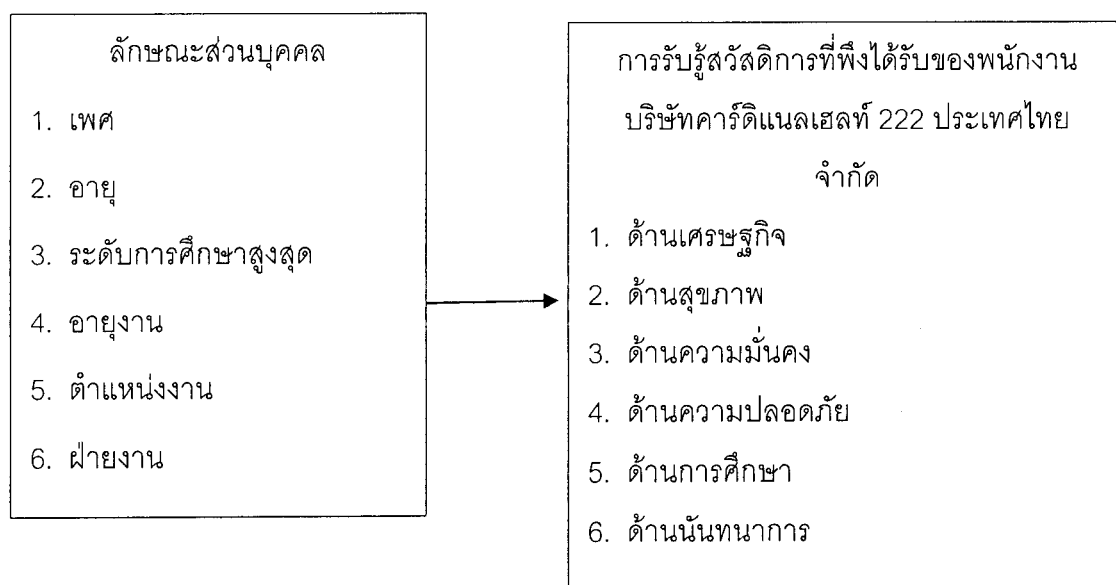 ลักษณะส่วนบุคคล
1. เพศ
2. อายุ
3. ระดับการศึกษาสูงสุด
4. อายุงาน
5. ตำแหน่งงาน
6. ฝ่ายงาน
การรับรู้สวัสดิการที่พึงได้รับของพนักงาน
บริษัทคาร์ดิแนลเฮลท์ 222 ประเทศไทย
จำกัด
1. ด้านเศรษฐกิจ
2. ด้านสุขภาพ
3. ด้านความมั่นคง
4. ด้านความปลอดภัย
5. ด้านการศึกษา
6. ด้านนันทนาการ